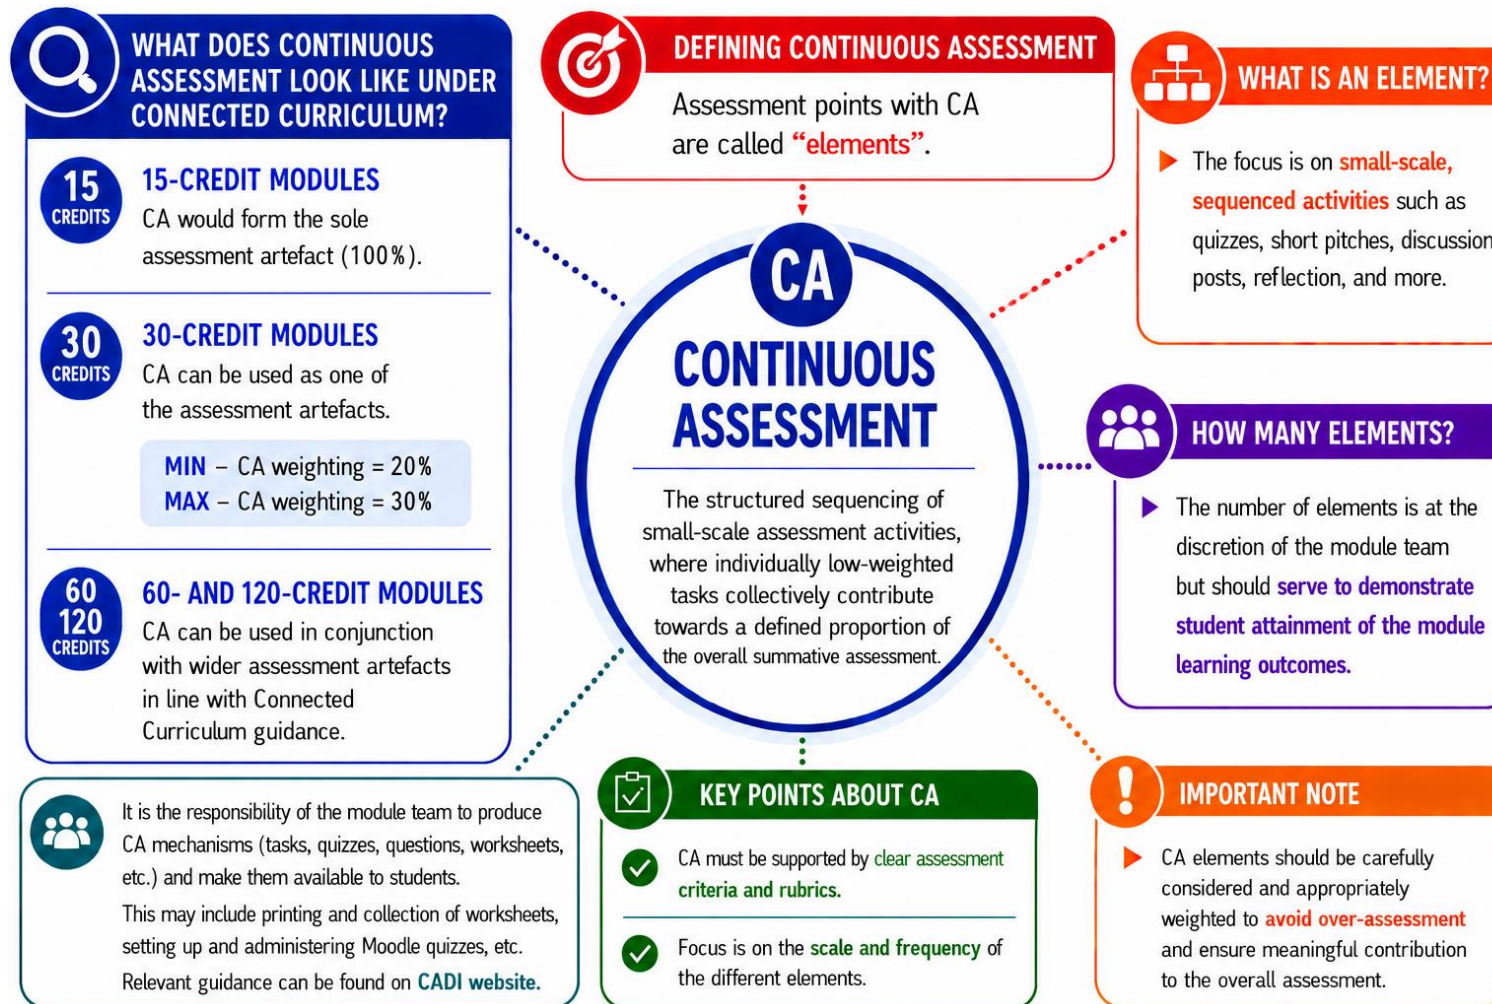 WHAT DOES CONTINUOUS
ASSESSMENT LOOK LIKE UNDER
CONNECTED CURRICULUM?
15
CREDITS
15-CREDIT MODULES
CA would form the sole
assessment artefact (100%).
30
CREDITS
30-CREDIT MODULES
CA can be used as one of
the assessment artefacts.
MIN – CA weighting = 20%
MAX – CA weighting = 30%
60
120
CREDITS
60- AND 120-CREDIT MODULES
CA can be used in conjunction
with wider assessment artefacts
in line with Connected
Curriculum guidance.
It is the responsibility of the module team to produce
CA mechanisms (tasks, quizzes, questions, worksheets,
etc.) and make them available to students.
This may include printing and collection of worksheets,
setting up and administering Moodle quizzes, etc.
Relevant guidance can be found on CADI website.
DEFINING CONTINUOUS ASSESSMENT
Assessment points with CA
are called “elements”.
CA
CONTINUOUS
ASSESSMENT
The structured sequencing of
small-scale assessment activities,
where individually low-weighted
tasks collectively contribute
towards a defined proportion of
the overall summative assessment.
KEY POINTS ABOUT CA
CA must be supported by clear assessment
criteria and rubrics.
Focus is on the scale and frequency of
the different elements.
WHAT IS AN ELEMENT?
The focus is on small-scale,
sequenced activities such as
quizzes, short pitches, discussion
posts, reflection, and more.
HOW MANY ELEMENTS?
The number of elements is at the
discretion of the module team
but should serve to demonstrate
student attainment of the module
learning outcomes.
IMPORTANT NOTE
CA elements should be carefully
considered and appropriately
weighted to avoid over-assessment
and ensure meaningful contribution
to the overall assessment.